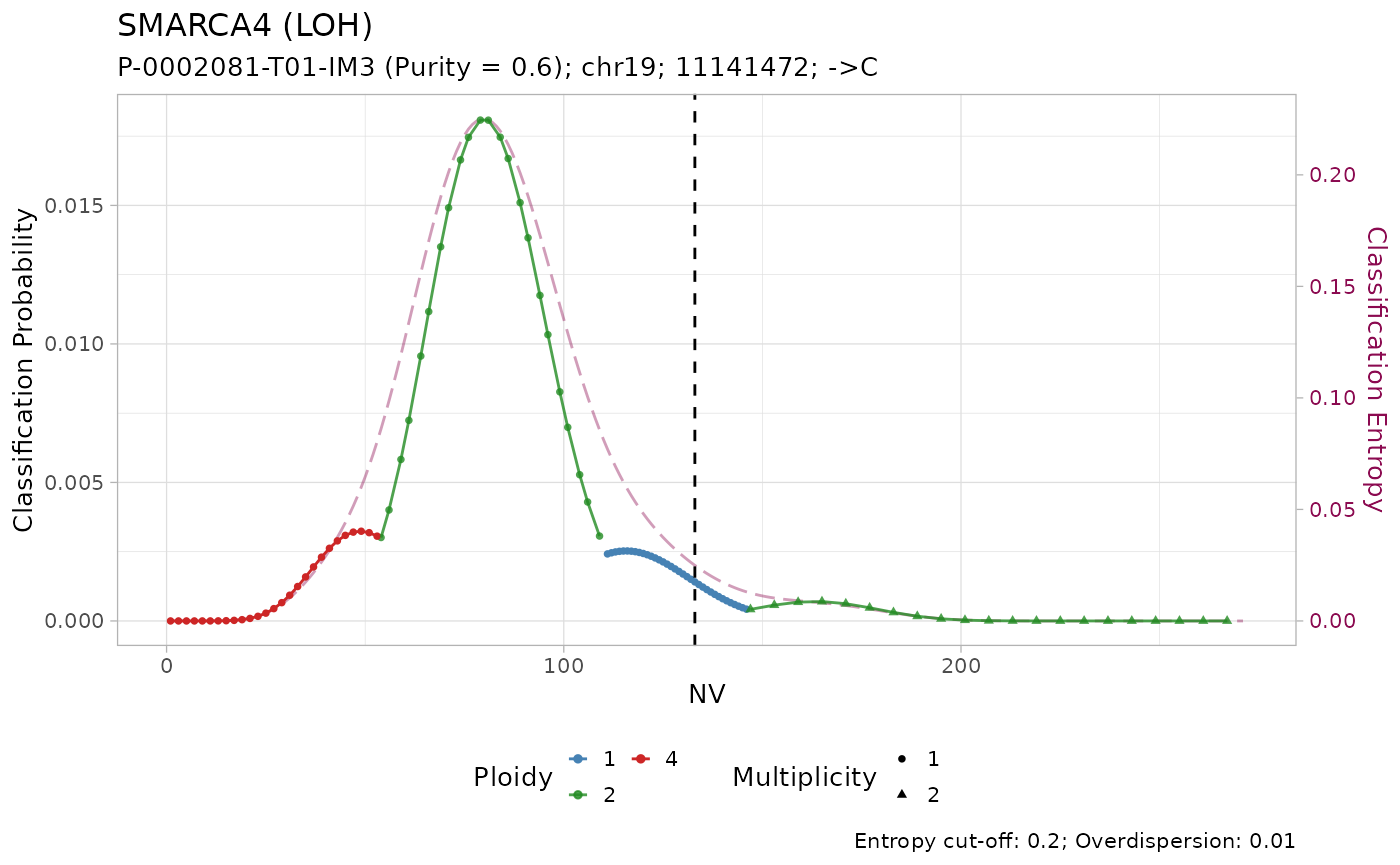 SMARCA4 (LOH)
P-0002081-T01-IM3 (Purity = 0.6); chr19; 11141472; ->C
Classification Probability
0.015
0.010
0.005
0.000
0.20
0.15
0.10
0.05
0.00
Classification Entropy
0 100 200
NV
Ploidy 1 4 2
Multiplicity 1 2
Entropy cut-off: 0.2; Overdispersion: 0.01